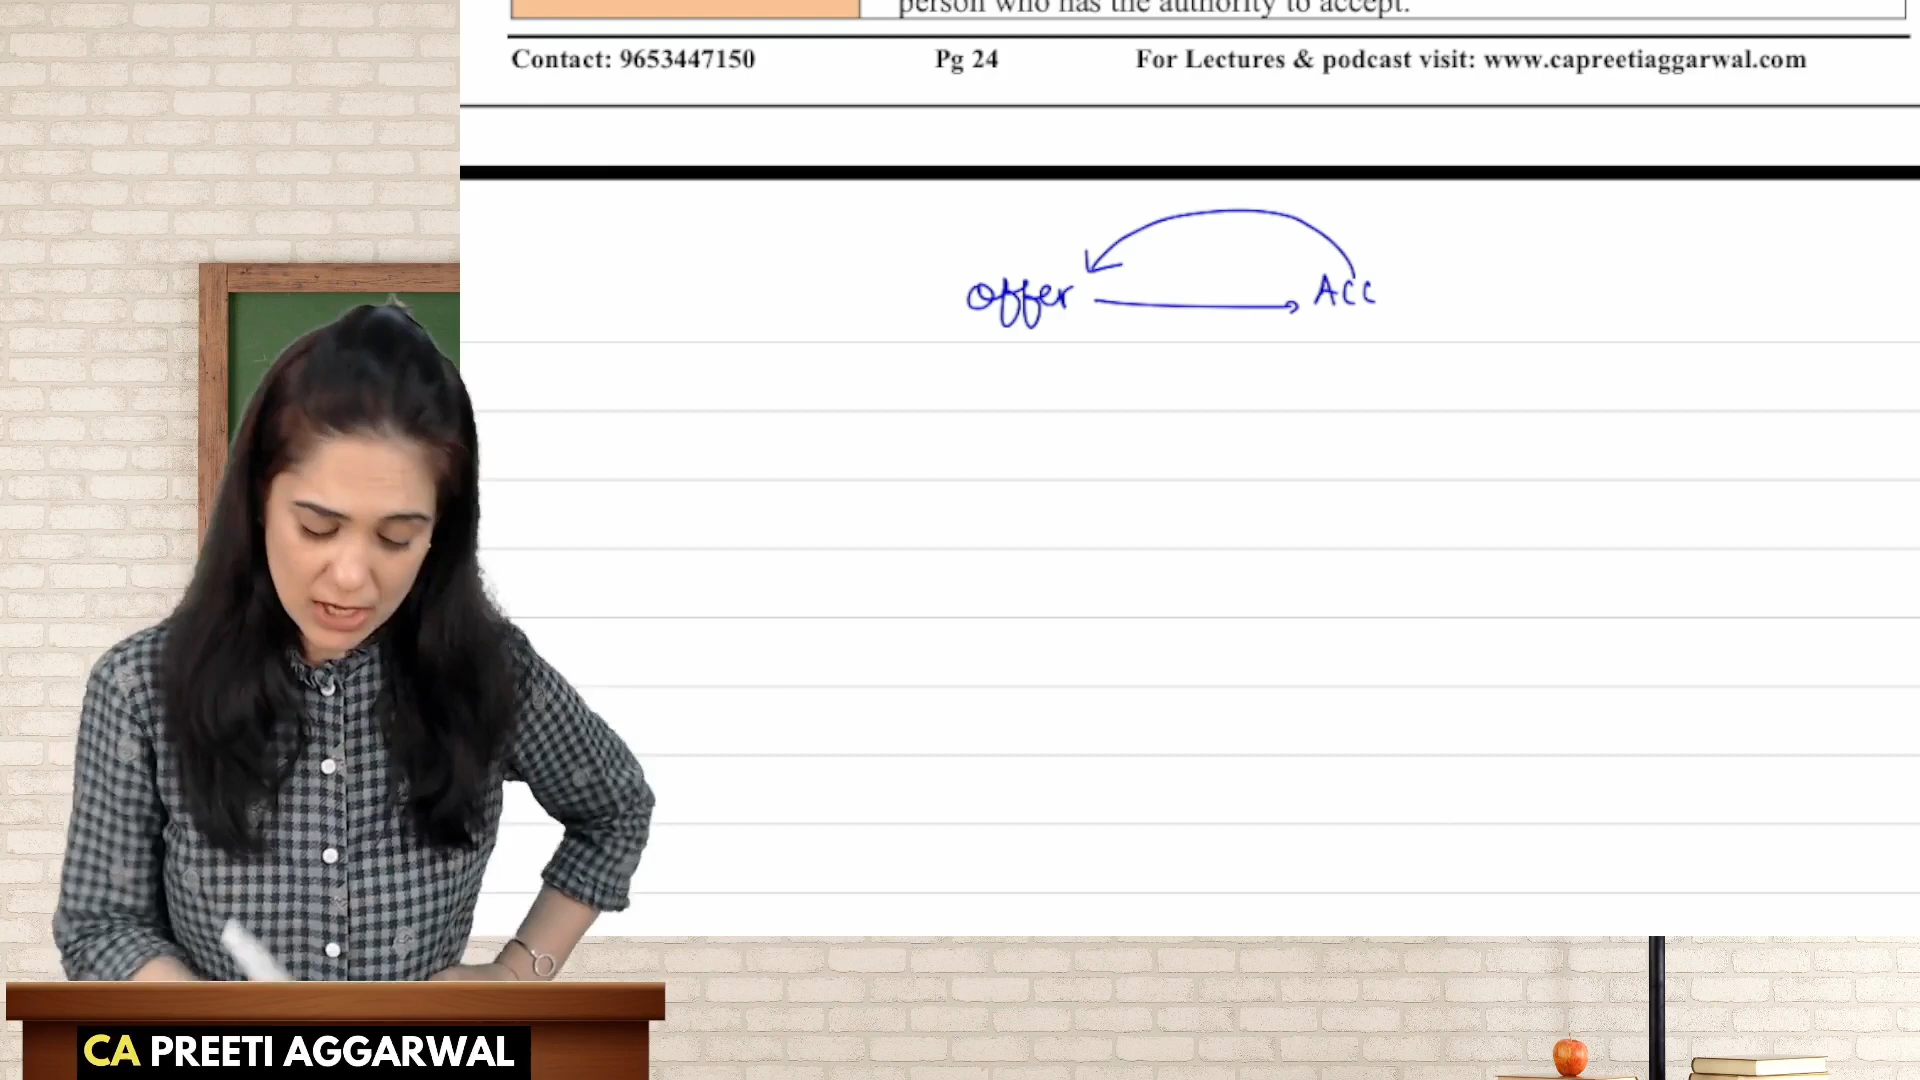 person who has the authority to accept.
Contact: 9653447150 Pg 24 For Lectures & podcast visit: www.capreetiaggarwal.com
Offer Acc
CA PREETI AGGARWAL